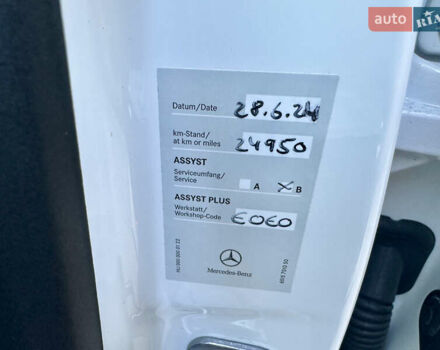 auto RIA
Datum/Date 28.6.24
km-Stand/
at km or miles 24950
ASSYST
Serviceumfang/
Service A X B
ASSYST PLUS
Werkstatt/
Workshop-Code E0E0
Mercedes-Benz